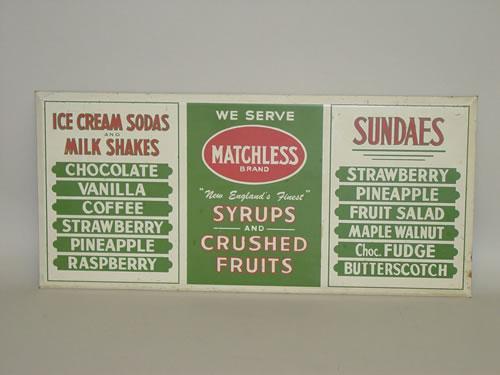 ICE CREAM SODAS
AND
MILK SHAKES
CHOCOLATE
VANILLA
COFFEE
STRAWBERRY
PINEAPPLE
RASPBERRY
WE SERVE
MATCHLESS
BRAND
"New England's Finest"
SYRUPS
AND
CRUSHED
FRUITS
SUNDAES
STRAWBERRY
PINEAPPLE
FRUIT SALAD
MAPLE WALNUT
Choc. FUDGE
BUTTERSCOTCH